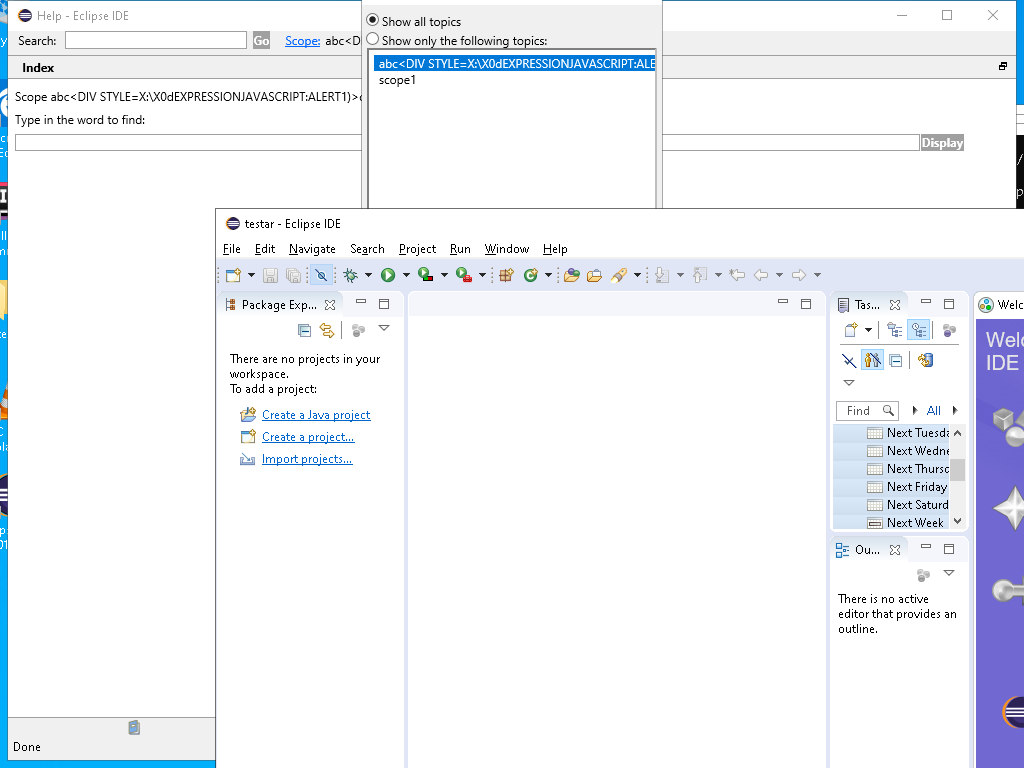 Help - Eclipse IDE
Search:
Go
Scope:
abc<D
Show all topics
Show only the following topics:
abc<DIV STYLE=X:\X0dEXPRESSIONJAVASCRIPT:ALE
scope1
Index
Scope abc<DIV STYLE=X:\X0dEXPRESSIONJAVASCRIPT:ALERT1)>
Type in the word to find:
Display
testar - Eclipse IDE
File Edit Navigate Search Project Run Window Help
Package Exp...
There are no projects in your
workspace.
To add a project:
Create a Java project
Create a project...
Import projects...
Tas...
Find
All
Next Tuesda
Next Wedne
Next Thursd
Next Friday
Next Saturd
Next Week
Ou...
There is no active
editor that provides an
outline.
Welc
Welc
IDE
Done